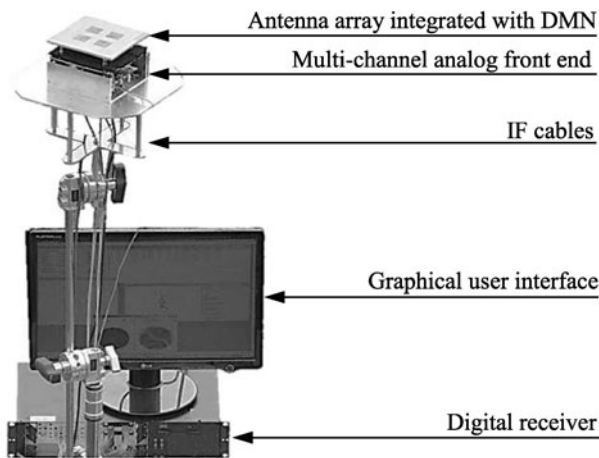 Antenna array integrated with DMN
Multi-channel analog front end
IF cables
Graphical user interface
Digital receiver